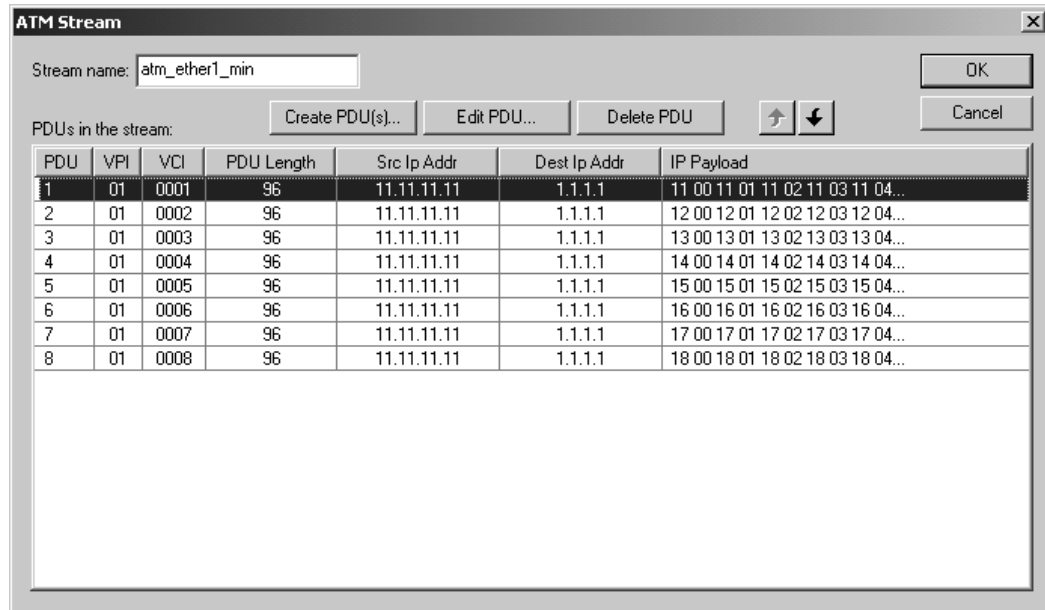 ATM Stream
Stream name: atm_ether1_min
OK
Create PDU(s)... Edit PDU... Delete PDU
Cancel
PDUs in the stream:
PDU VPI VCI PDU Length Src Ip Addr Dest Ip Addr IP Payload
1 01 0001 96 11.11.11.11 1.1.1.1 11 00 11 01 11 02 11 03 11 04...
2 01 0002 96 11.11.11.11 1.1.1.1 12 00 12 01 12 02 12 03 12 04...
3 01 0003 96 11.11.11.11 1.1.1.1 13 00 13 01 13 02 13 03 13 04...
4 01 0004 96 11.11.11.11 1.1.1.1 14 00 14 01 14 02 14 03 14 04...
5 01 0005 96 11.11.11.11 1.1.1.1 15 00 15 01 15 02 15 03 15 04...
6 01 0006 96 11.11.11.11 1.1.1.1 16 00 16 01 16 02 16 03 16 04...
7 01 0007 96 11.11.11.11 1.1.1.1 17 00 17 01 17 02 17 03 17 04...
8 01 0008 96 11.11.11.11 1.1.1.1 18 00 18 01 18 02 18 03 18 04...